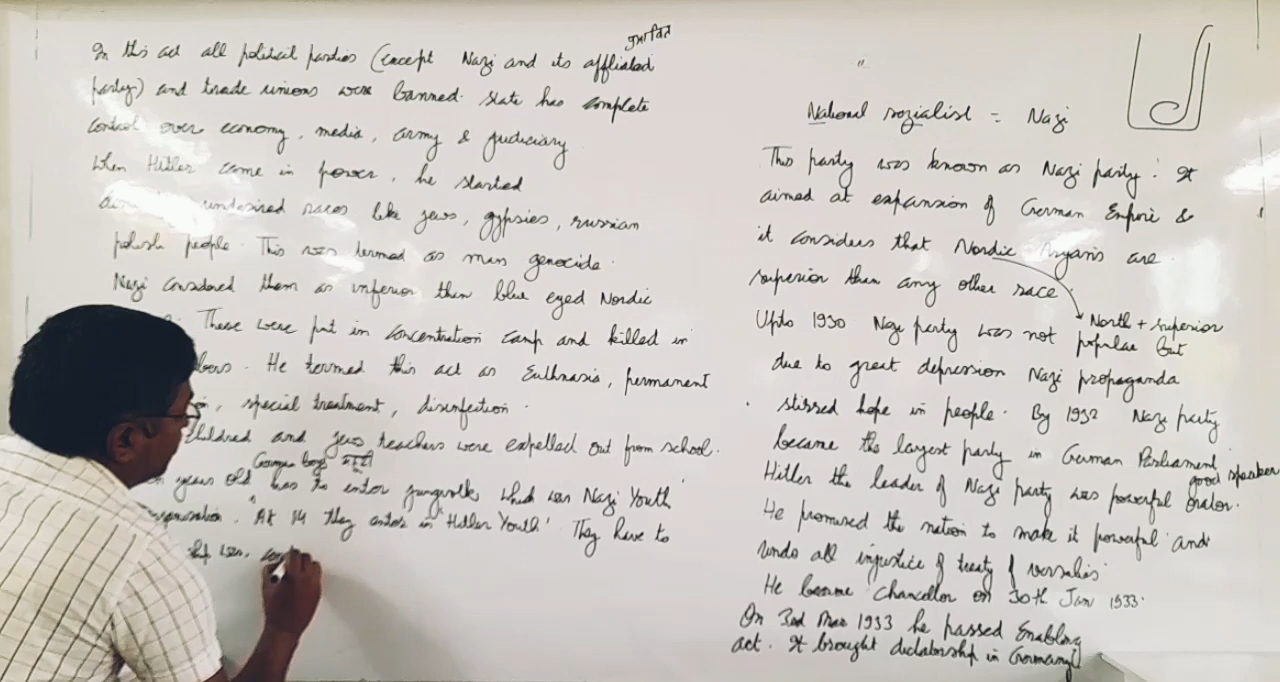 National sozialist = Nazi
This party was known as Nazi party. It
aimed at expansion of German Empire &
it considers that Nordic Aryans are
superior than any other race.
North + superior
Upto 1930 Nazi party was not popular but
due to great depression Nazi propaganda
stirred hope in people. By 1932 Nazi party
became the largest party in German Parliament
good speaker
Hitler the leader of Nazi party was powerful orator.
He promised the nation to make it powerful and
undo all injustice of treaty of
He became Chancellor on 30th Jan 1933.
On 3rd Mar 1933 he passed Enabling
act. It brought dictatorship in Germany
In this act all political parties (except Nazi and its affliated
party) and trade unions were banned. State has complete
control over economy, media, army & judiciary
when Hitler came in power, he started
undesired races like jews, gypsies, russian
polish people. This was termed as mass genocide.
Nazi considered them as inferior then blue eyed Nordic
These were put in concentration camp and killed in
He termed this act as Euthnasia, permanent
special treatment, disinfection.
and jews teachers were expelled out from school.
German boys
years old has to enter which was Nazi Youth
At 14 they enter in "Hitler Youth". They have to